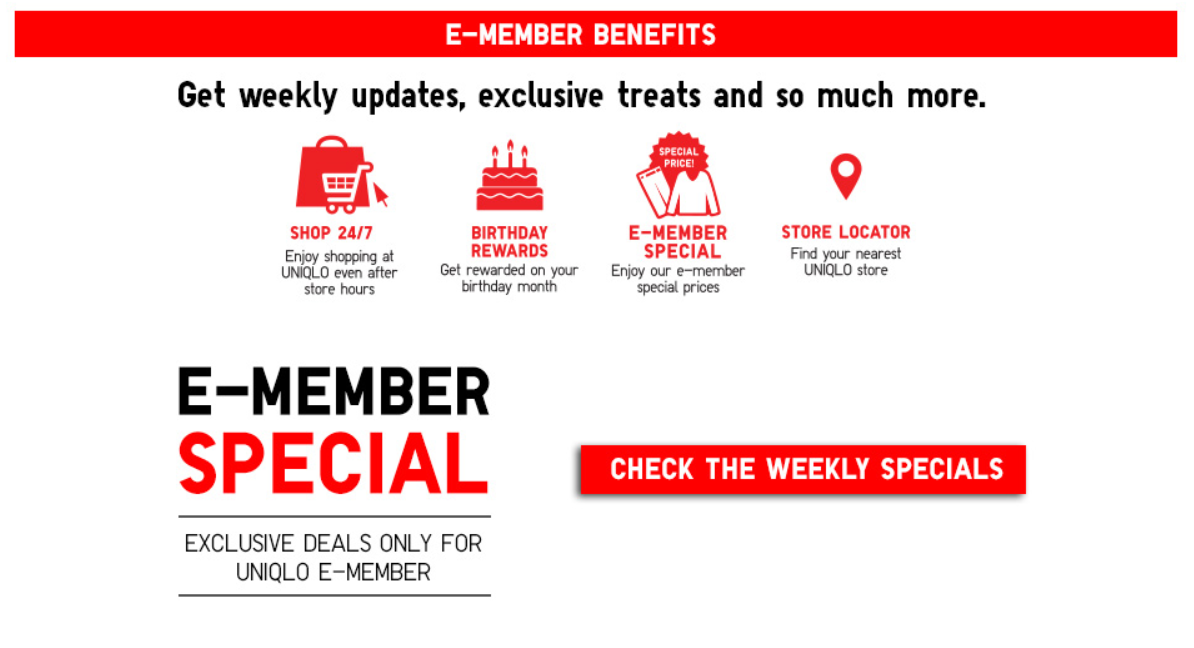 E-MEMBER BENEFITS
Get weekly updates, exclusive treats and so much more.
SHOP 24/7
Enjoy shopping at
UNIQLO even after
store hours
BIRTHDAY
REWARDS
Get rewarded on your
birthday month
SPECIAL
PRICE!
E-MEMBER
SPECIAL
Enjoy our e-member
special prices
STORE LOCATOR
Find your nearest
UNIQLO store
E-MEMBER
SPECIAL
EXCLUSIVE DEALS ONLY FOR
UNIQLO E-MEMBER
CHECK THE WEEKLY SPECIALS